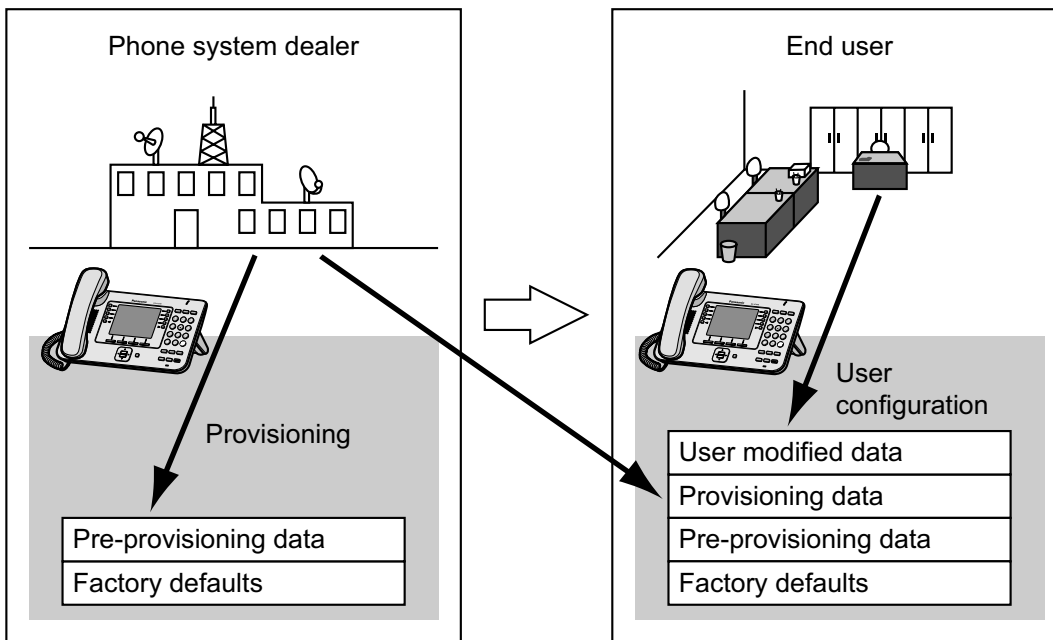 Phone system dealer
Provisioning
Pre-provisioning data
Factory defaults
End user
User
configuration
User modified data
Provisioning data
Pre-provisioning data
Factory defaults